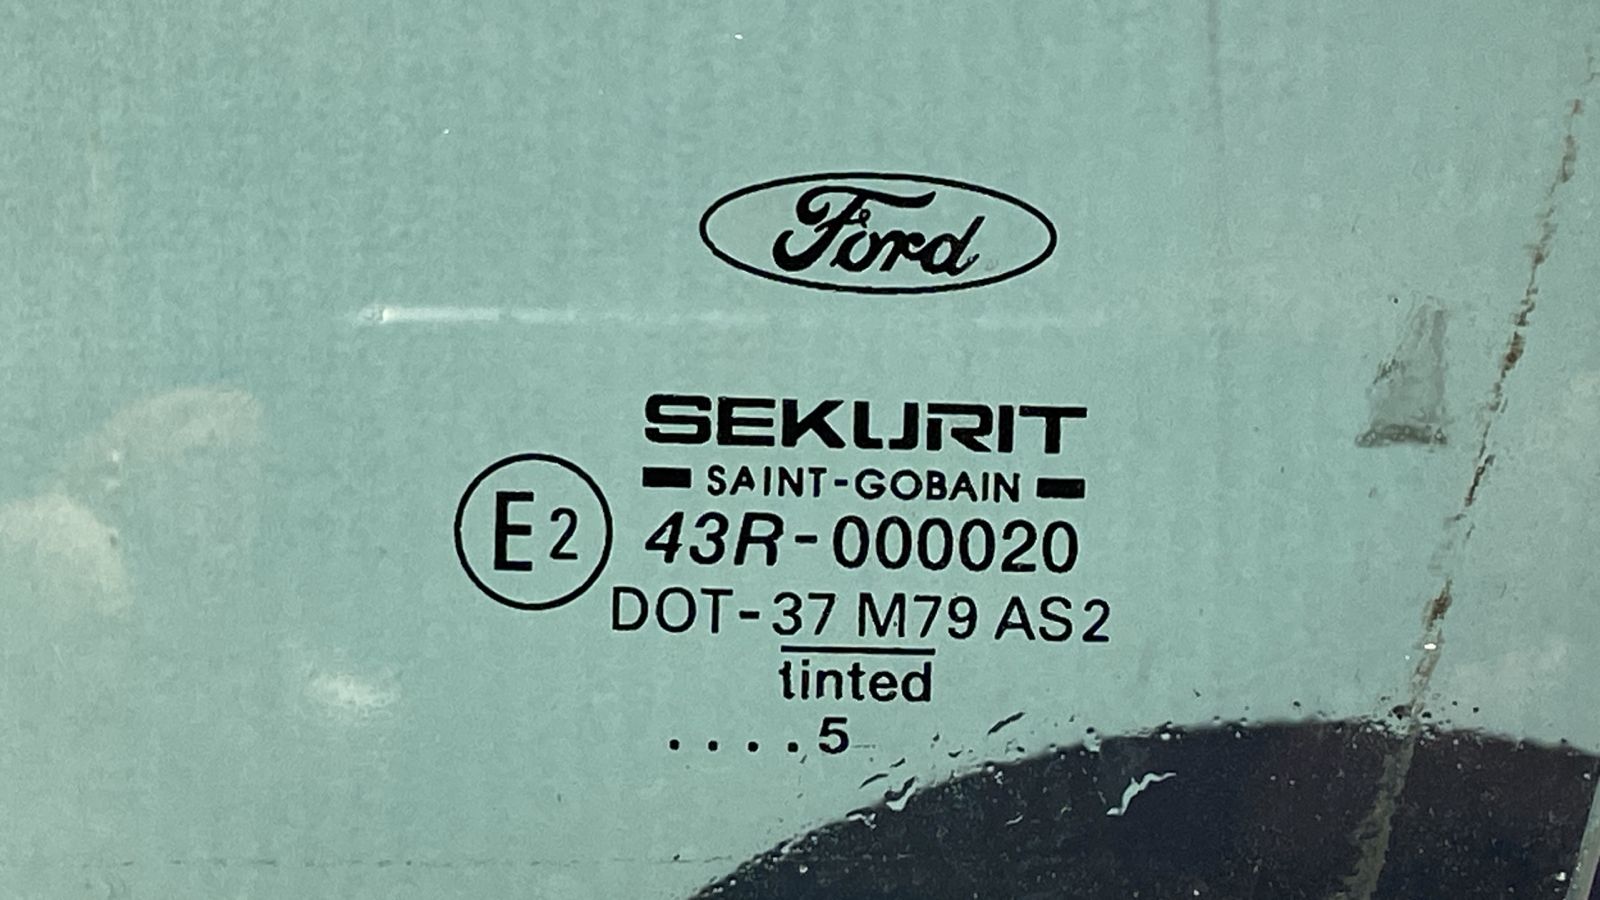 Ford
SEKURIT
SAINT-GOBAIN
E2 43R-000020
DOT-37 M79 AS2
tinted
....5